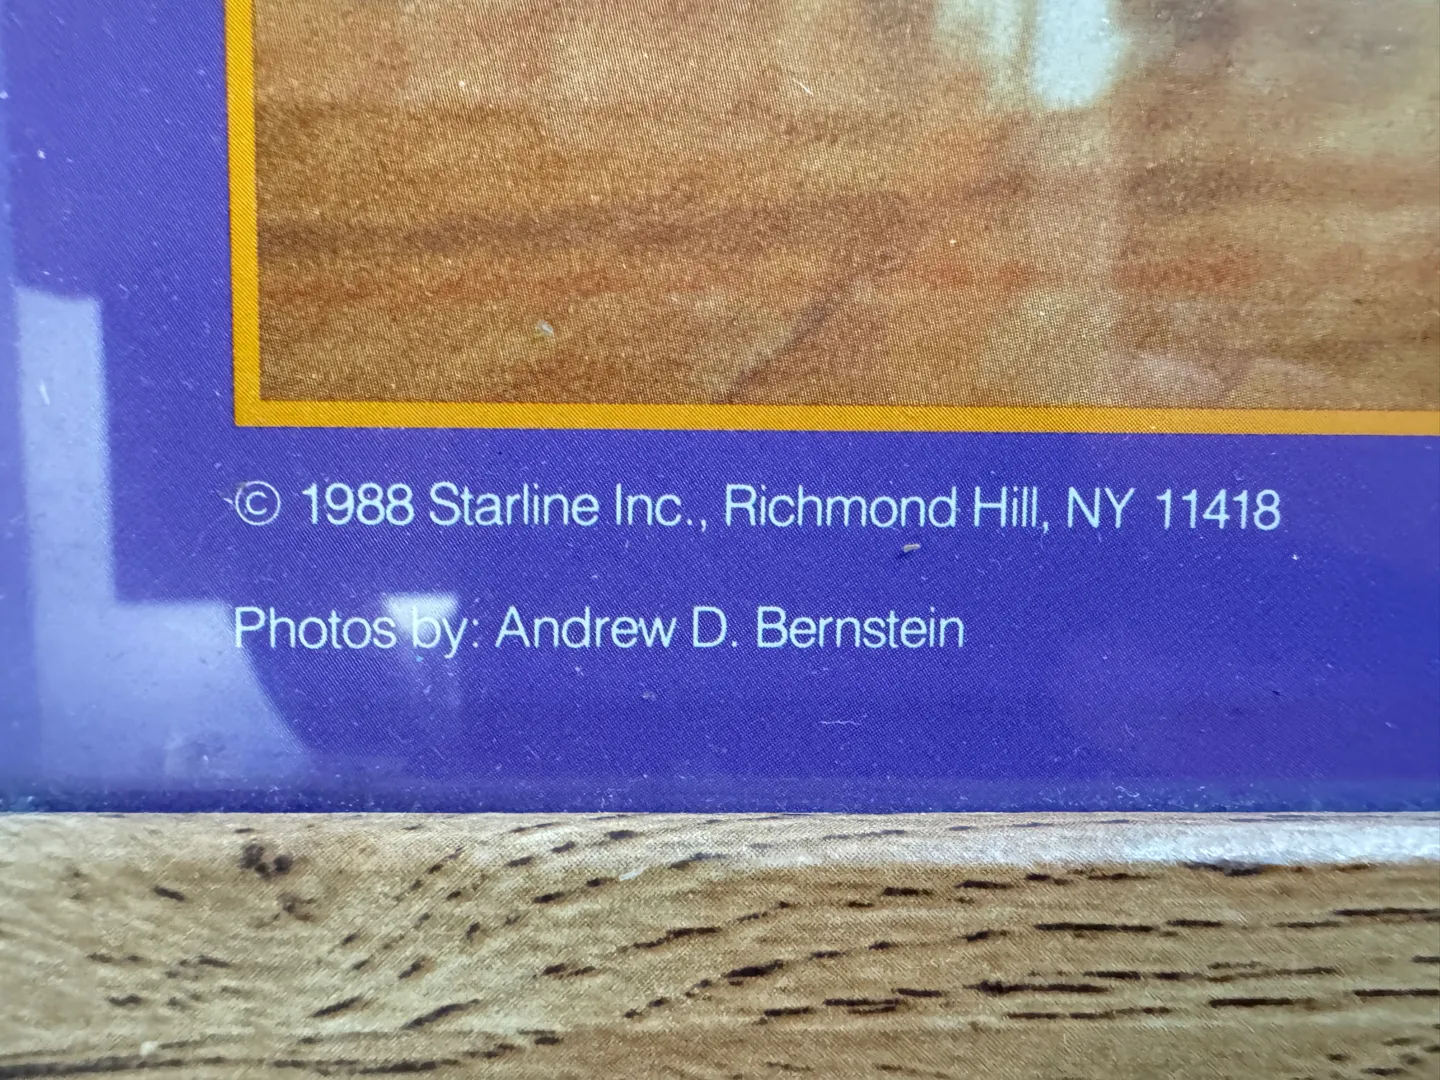 © 1988 Starline Inc., Richmond Hill, NY 11418
Photos by: Andrew D. Bernstein